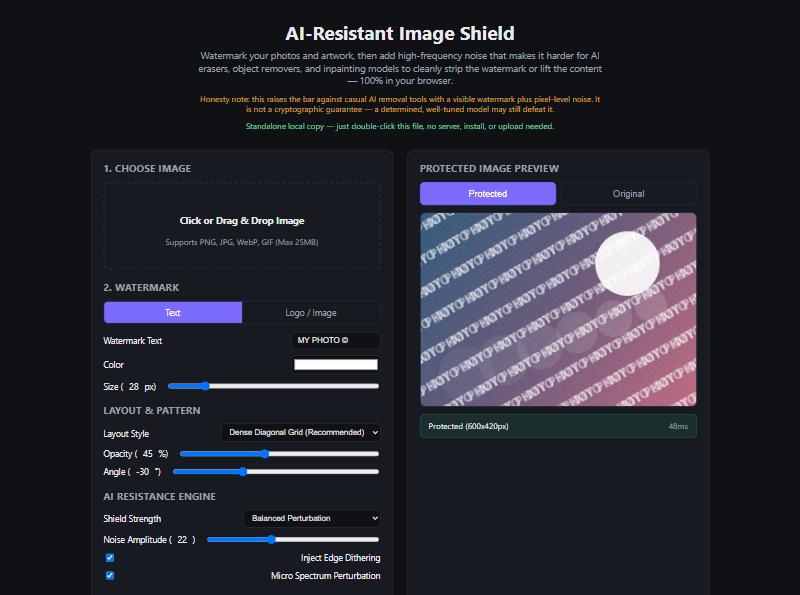 AI-Resistant Image Shield
Watermark your photos and artwork, then add high-frequency noise that makes it harder for AI
erasers, object removers, and inpainting models to cleanly strip the watermark or lift the content
— 100% in your browser.
Honesty note: this raises the bar against casual AI removal tools with a visible watermark plus pixel-level noise. It
is not a cryptographic guarantee — a determined, well-tuned model may still defeat it.
Standalone local copy — just double-click this file, no server, install, or upload needed.
1. CHOOSE IMAGE
Click or Drag & Drop Image
Supports PNG, JPG, WebP, GIF (Max 25MB)
2. WATERMARK
Text
Logo / Image
Watermark Text
MY PHOTO ©
Color
Size ( 28 px)
LAYOUT & PATTERN
Layout Style
Dense Diagonal Grid (Recommended)
Opacity ( 45 %)
Angle ( -30 °)
AI RESISTANCE ENGINE
Shield Strength
Balanced Perturbation
Noise Amplitude ( 22 )
Inject Edge Dithering
Micro Spectrum Perturbation
PROTECTED IMAGE PREVIEW
Protected
Original
Protected (600x420px)
48ms